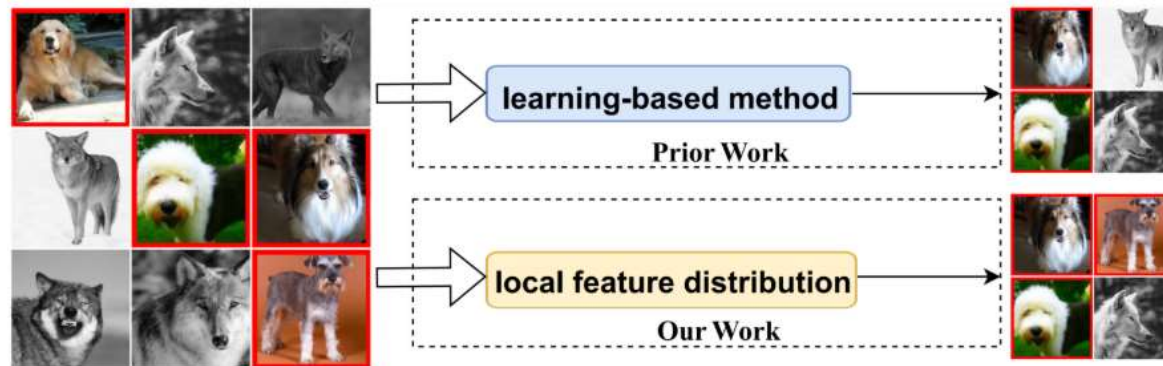 learning-based method
Prior Work
local feature distribution
Our Work